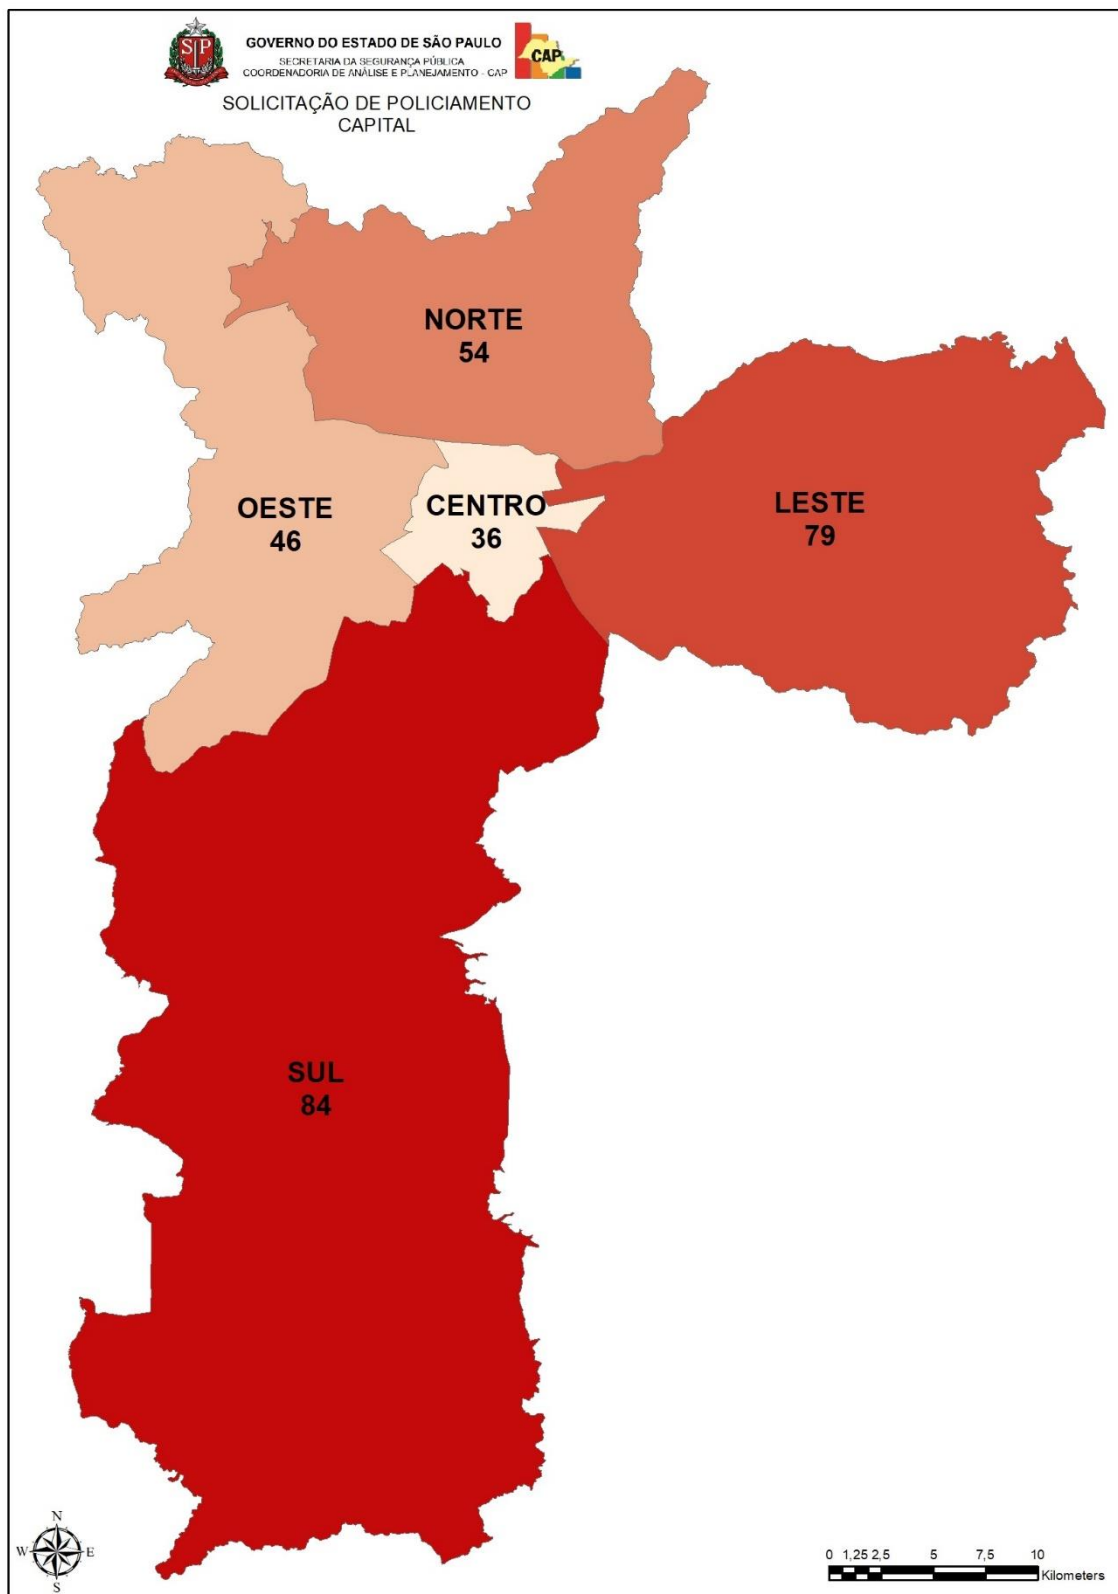 GOVERNO DO ESTADO DE SÃO PAULO
SECRETARIA DA SEGURANÇA PÚBLICA
COORDENADORIA DE ANÁLISE E PLANEJAMENTO - CAP
SP
CAP
SOLICITAÇÃO DE POLICIAMENTO
CAPITAL
NORTE
54
OESTE
46
CENTRO
36
LESTE
79
SUL
84
N
W E
S
0 1,25 2,5 5 7,5 10
Kilometers